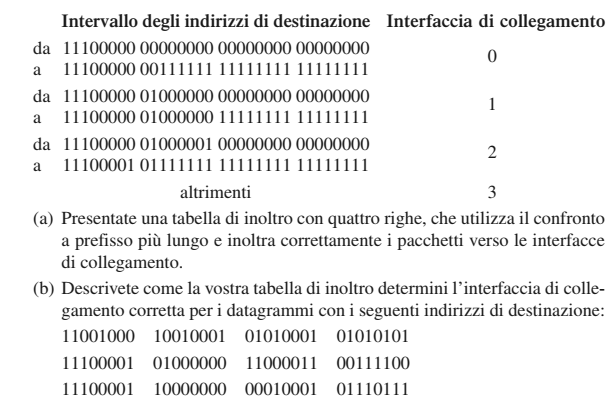 Intervallo degli indirizzi di destinazione Interfaccia di collegamento
da 11100000 00000000 00000000 00000000
a 11100000 00111111 11111111 11111111
0
da 11100000 01000000 00000000 00000000
a 11100000 01000000 11111111 11111111
1
da 11100000 01000001 00000000 00000000
a 11100001 01111111 11111111 11111111
2
altrimenti 3
(a) Presentate una tabella di inoltro con quattro righe, che utilizza il confronto
a prefisso più lungo e inoltra correttamente i pacchetti verso le interfacce
di collegamento.
(b) Descrivete come la vostra tabella di inoltro determini l'interfaccia di colle-
gamento corretta per i datagrammi con i seguenti indirizzi di destinazione:
11001000 10010001 01010001 01010101
11100001 01000000 11000011 00111100
11100001 10000000 00010001 01110111